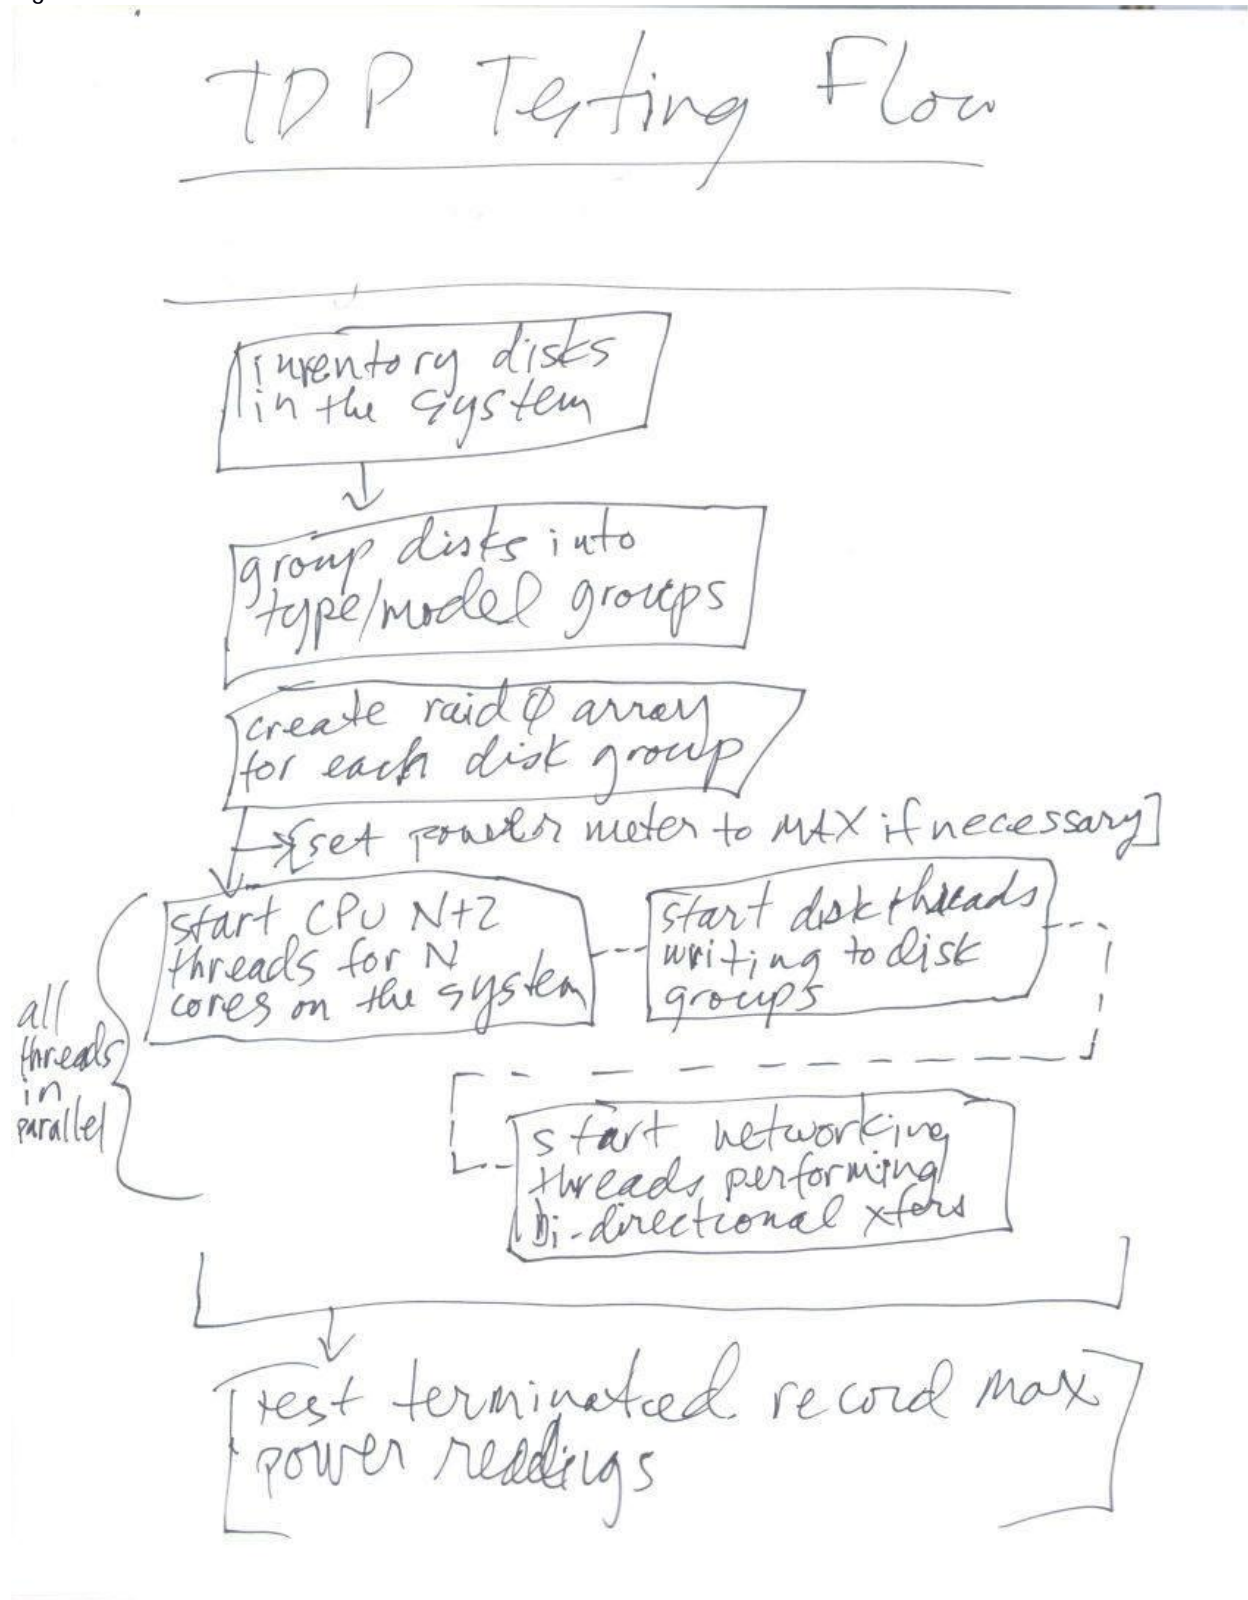 TDP Testing Flow
inventory disks
in the system
group disks into
type/model groups
create raid 0 array
for each disk group
[set power meter to MAX if necessary]
start CPU N+2
threads for N
cores on the system
start disk threads
writing to disk
groups
all
threads
in
parallel
start networking
threads performing
bi-directional xfers
test terminated record max
power readings